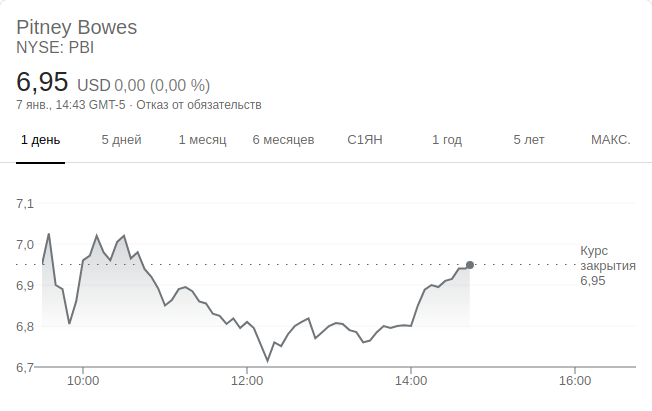 Pitney Bowes
NYSE: PBI
6,95 USD 0,00 (0,00 %)
7 янв., 14:43 GMT-5 · Отказ от обязательств
1 день 5 дней 1 месяц 6 месяцев С1ЯН 1 год 5 лет МАКС.
7,1
7,0
6,9
6,8
6,7
Курс
закрытия
6,95
10:00 12:00 14:00 16:00